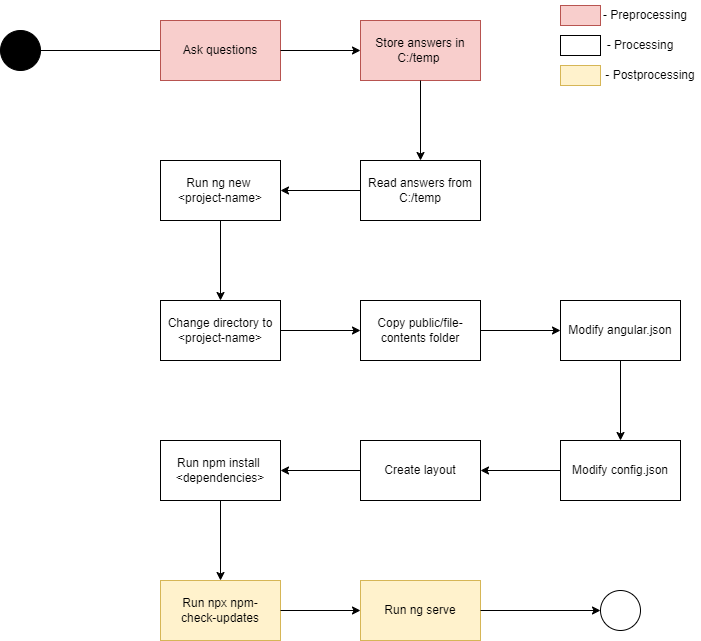 - Preprocessing
Ask questions
Store answers in
C:/temp
- Processing
- Postprocessing
Run ng new
<project-name>
Read answers from
C:/temp
Change directory to
<project-name>
Copy public/file-
contents folder
Modify angular.json
Run npm install
<dependencies>
Create layout
Modify config.json
Run npx npm-
check-updates
Run ng serve